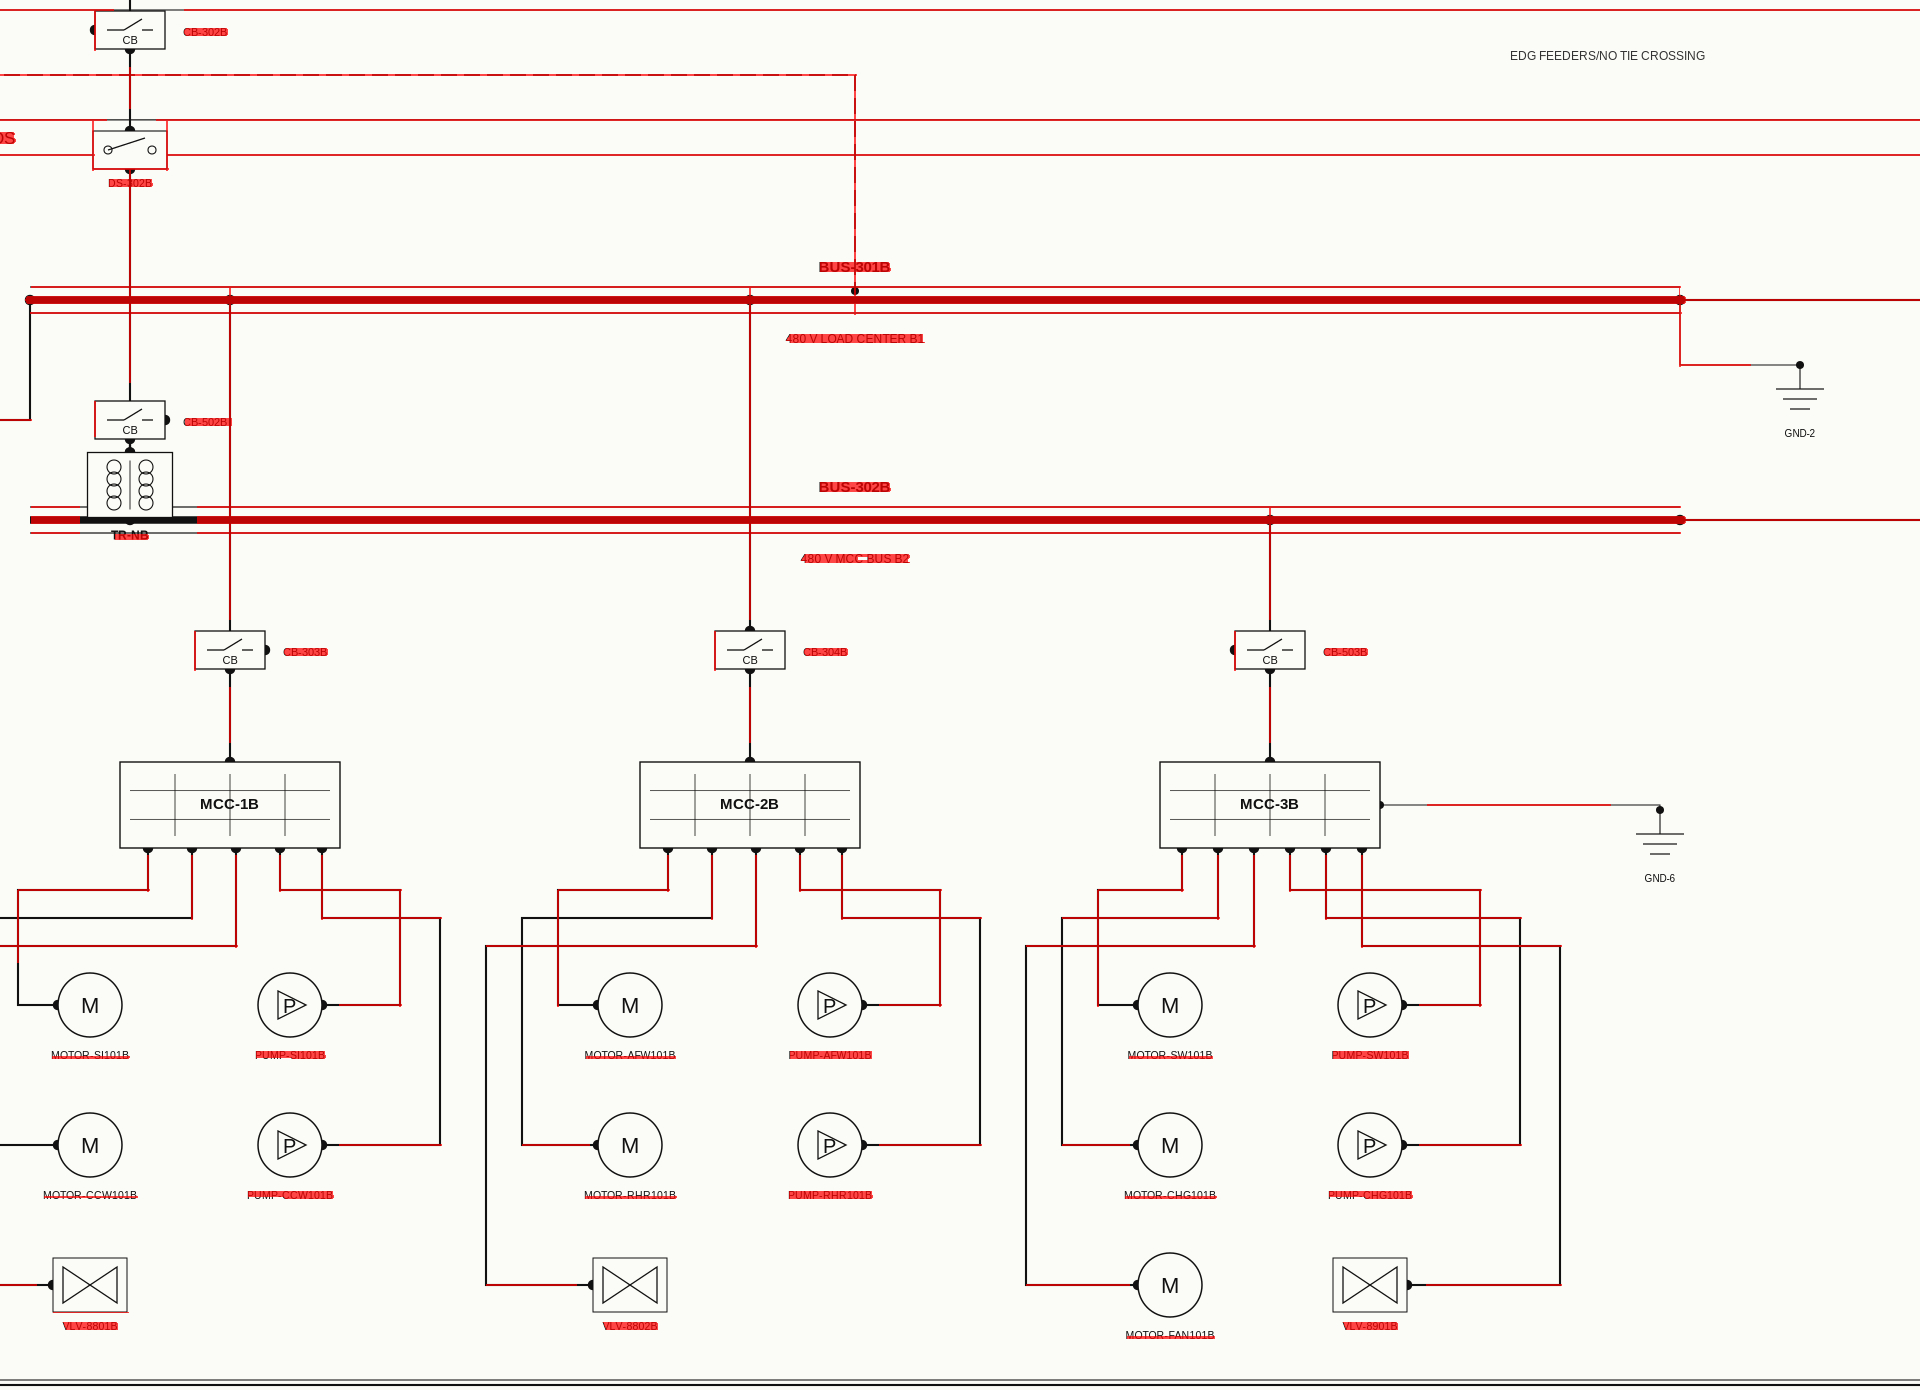 CB
CB-302B
EDG FEEDERS/NO TIE CROSSING
DS-302B
BUS-301B
480 V LOAD CENTER B1
CB
CB-502B
GND-2
BUS-302B
TR-NB
480 V MCC-BUS B2
CB
CB-303B
CB
CB-304B
CB
CB-503B
MCC-1B
MCC-2B
MCC-3B
GND-6
M
P
M
P
M
P
MOTOR-SI101B
PUMP-SI101B
MOTOR-AFW101B
PUMP-AFW101B
MOTOR-SW101B
PUMP-SW101B
M
P
M
P
M
P
MOTOR-CCW101B
PUMP-CCW101B
MOTOR-RHR101B
PUMP-RHR101B
MOTOR-CHG101B
PUMP-CHG101B
M
VLV-8801B
VLV-8802B
MOTOR-FAN101B
VLV-8901B